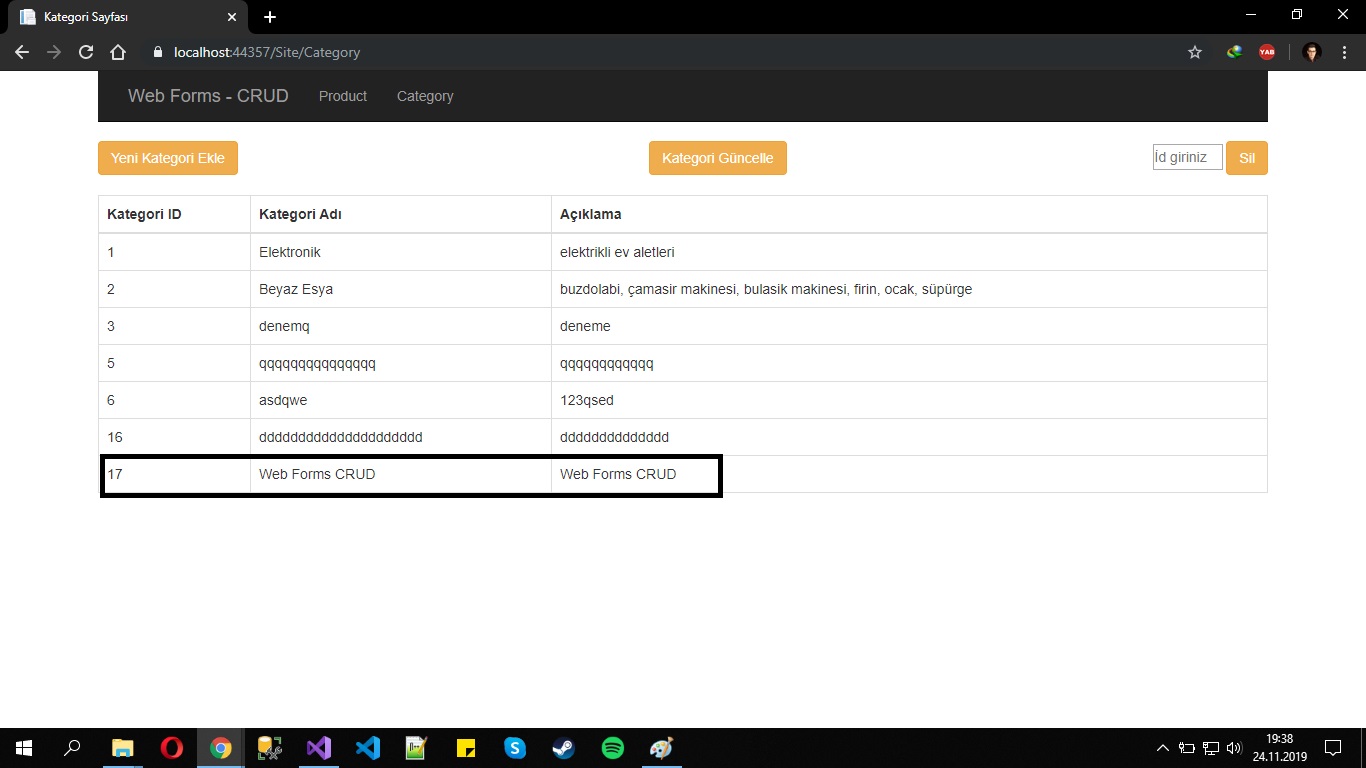 Kategori Sayfası
localhost:44357/Site/Category
YAB
Web Forms - CRUD Product Category
Yeni Kategori Ekle Kategori Güncelle İd giriniz Sil
Kategori ID Kategori Adı Açıklama
1 Elektronik elektrikli ev aletleri
2 Beyaz Esya buzdolabi, çamasir makinesi, bulasik makinesi, firin, ocak, süpürge
3 denemq deneme
5 qqqqqqqqqqqqqqq qqqqqqqqqqqq
6 asdqwe 123qsed
16 ddddddddddddddddddddd dddddddddddddd
17 Web Forms CRUD Web Forms CRUD
19:38
24.11.2019